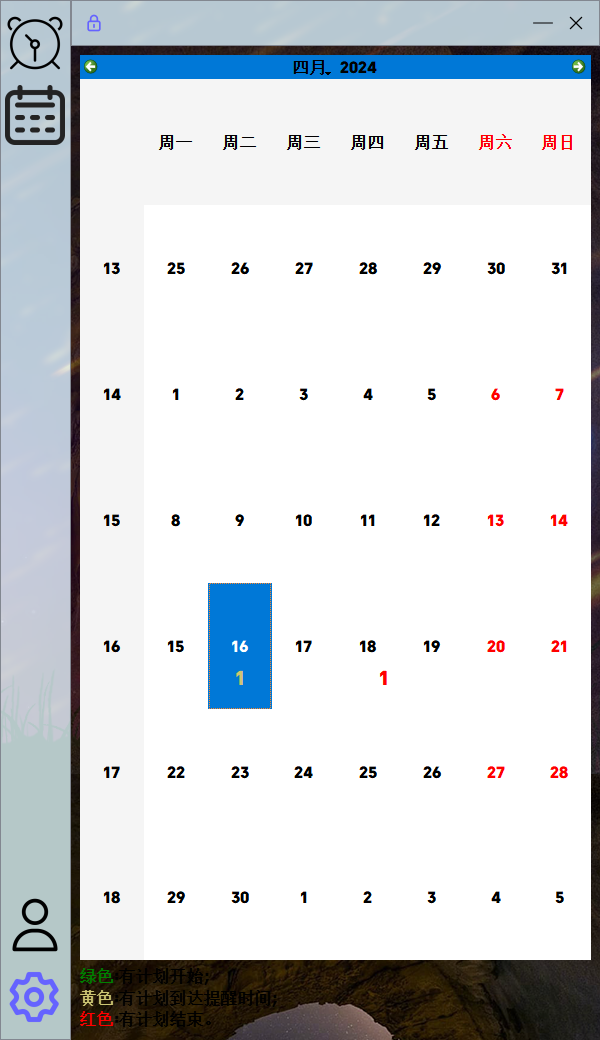 四月, 2024
周一 周二 周三 周四 周五 周六 周日
13 25 26 27 28 29 30 31
14 1 2 3 4 5 6 7
15 8 9 10 11 12 13 14
16 15 16 17 18 19 20 21
1 1
17 22 23 24 25 26 27 28
18 29 30 1 2 3 4 5
绿色:有计划开始;
黄色:有计划到达提醒时间;
红色:有计划结束。